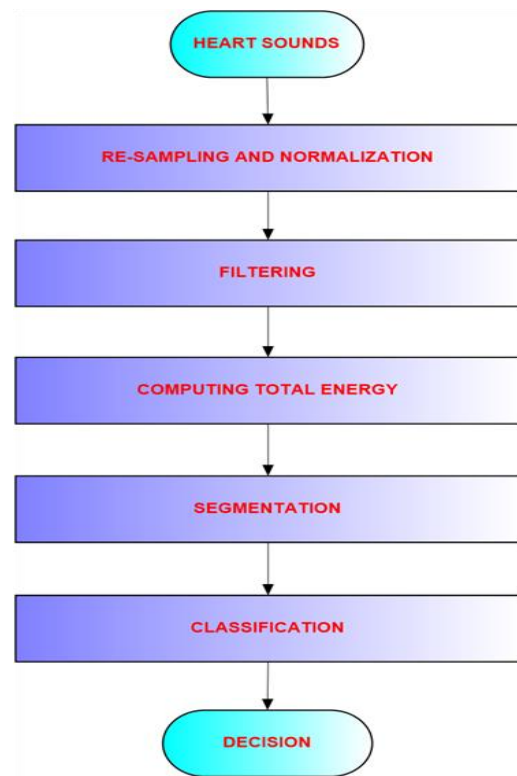 HEART SOUNDS
RE-SAMPLING AND NORMALIZATION
FILTERING
COMPUTING TOTAL ENERGY
SEGMENTATION
CLASSIFICATION
DECISION